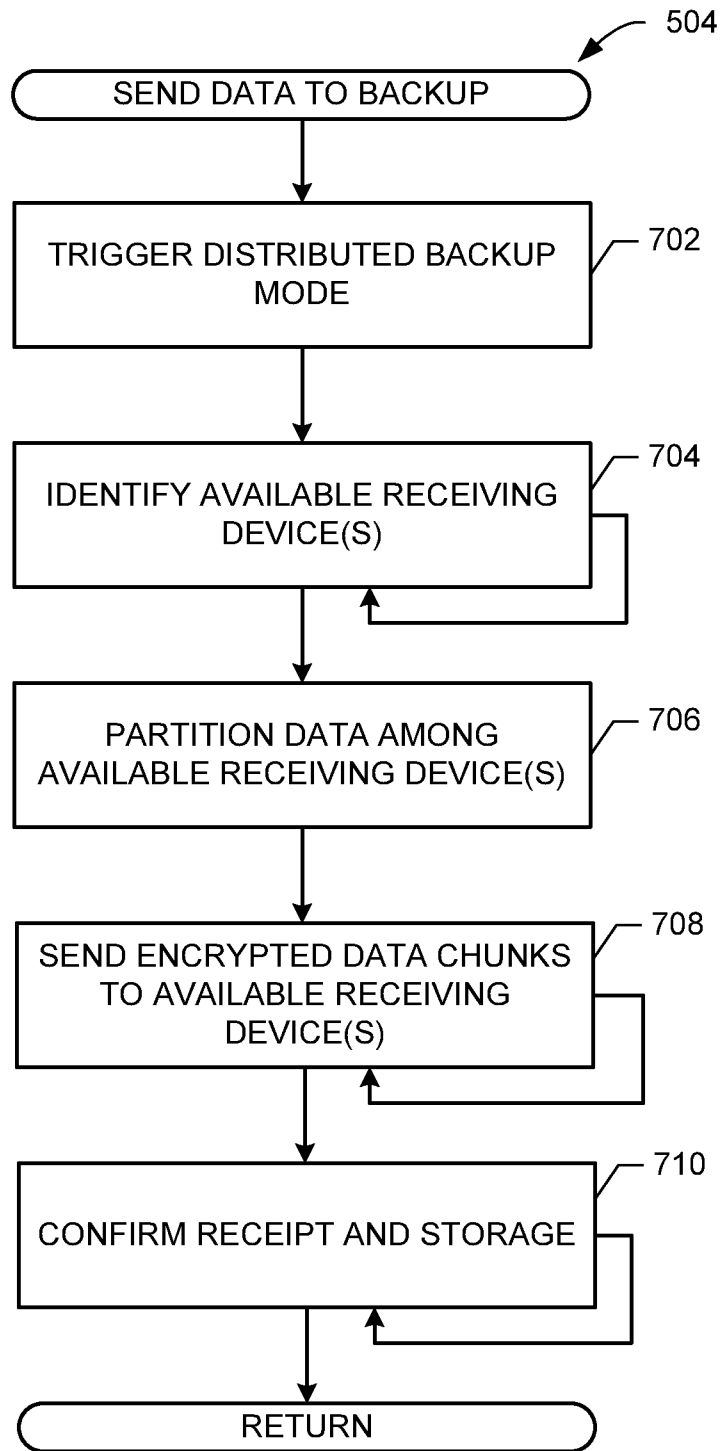 504
SEND DATA TO BACKUP
TRIGGER DISTRIBUTED BACKUP
MODE
702
IDENTIFY AVAILABLE RECEIVING
DEVICE(S)
704
PARTITION DATA AMONG
AVAILABLE RECEIVING DEVICE(S)
706
SEND ENCRYPTED DATA CHUNKS
TO AVAILABLE RECEIVING
DEVICE(S)
708
CONFIRM RECEIPT AND STORAGE
710
RETURN